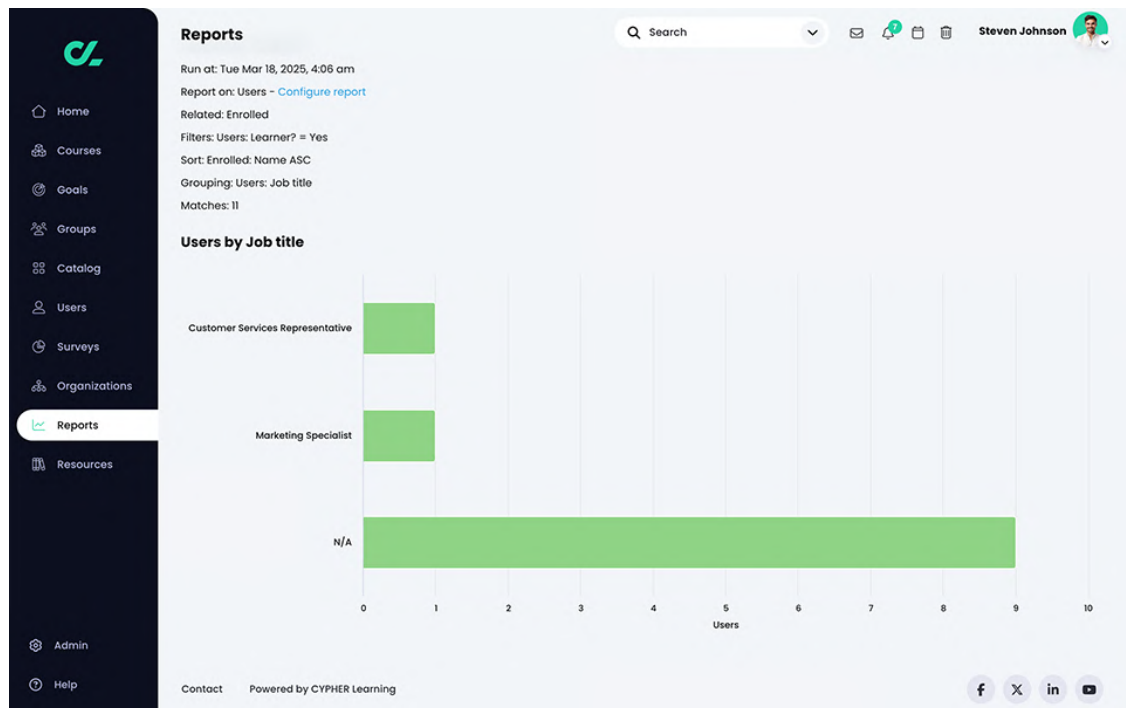 Reports
Search
7
Steven Johnson
Run at: Tue Mar 18, 2025, 4:06 am
Report on: Users - Configure report
Related: Enrolled
Filters: Users: Learner? = Yes
Sort: Enrolled: Name ASC
Grouping: Users: Job title
Matches: 11
Home
Courses
Goals
Groups
Catalog
Users
Surveys
Organizations
Reports
Resources
Admin
Help
Users by Job title
Customer Services Representative
Marketing Specialist
N/A
0 1 2 3 4 5 6 7 8 9 10
Users
Contact Powered by CYPHER Learning